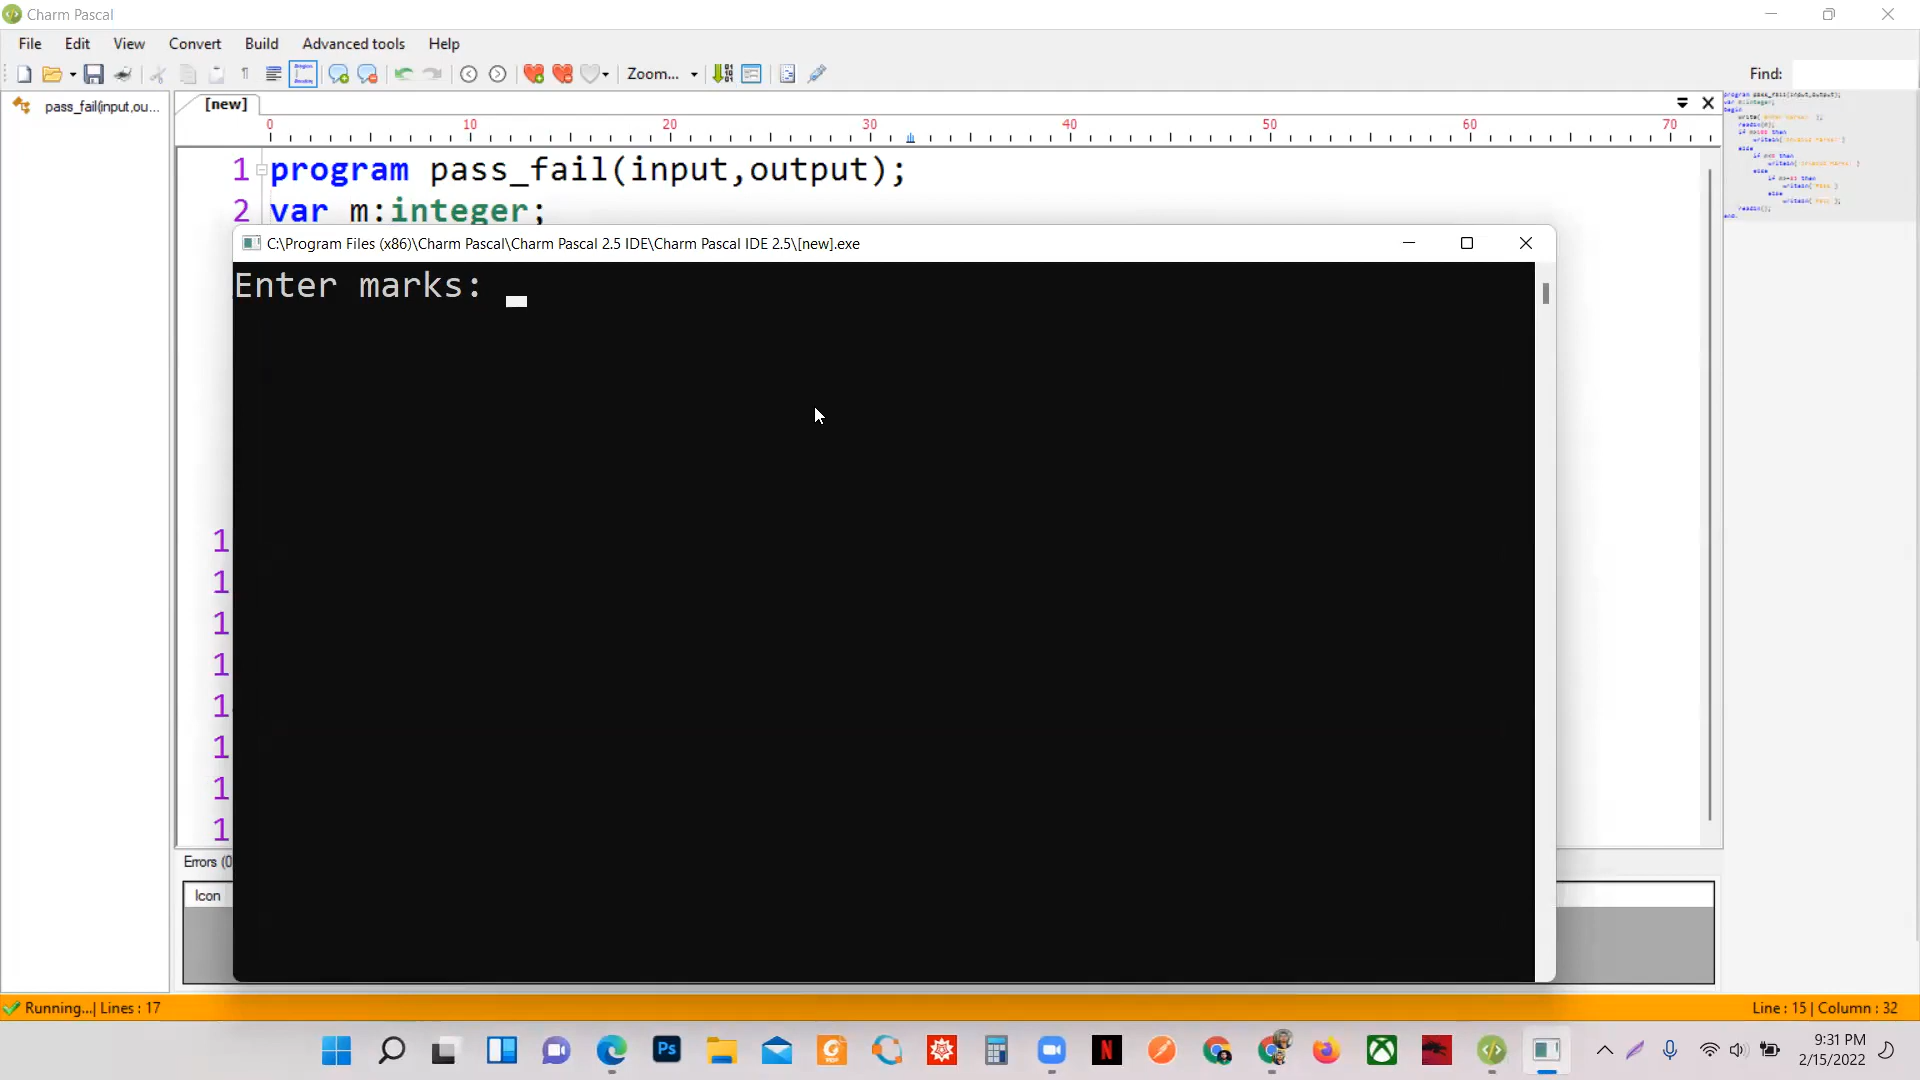 Charm Pascal
File Edit View Convert Build Advanced tools Help
Zoom... Find:
pass_fail(input,ou...
[new]
0 10 20 30 40 50 60 70
1 program pass_fail(input,output);
2 var m:integer;
C:\Program Files (x86)\Charm Pascal\Charm Pascal 2.5 IDE\Charm Pascal IDE 2.5\[new].exe
Enter marks:
1
1
1
1
1
1
1
1
Errors (0
Icon
Running...| Lines : 17
Line : 15 | Column : 32
Ps
N
9:31 PM
2/15/2022